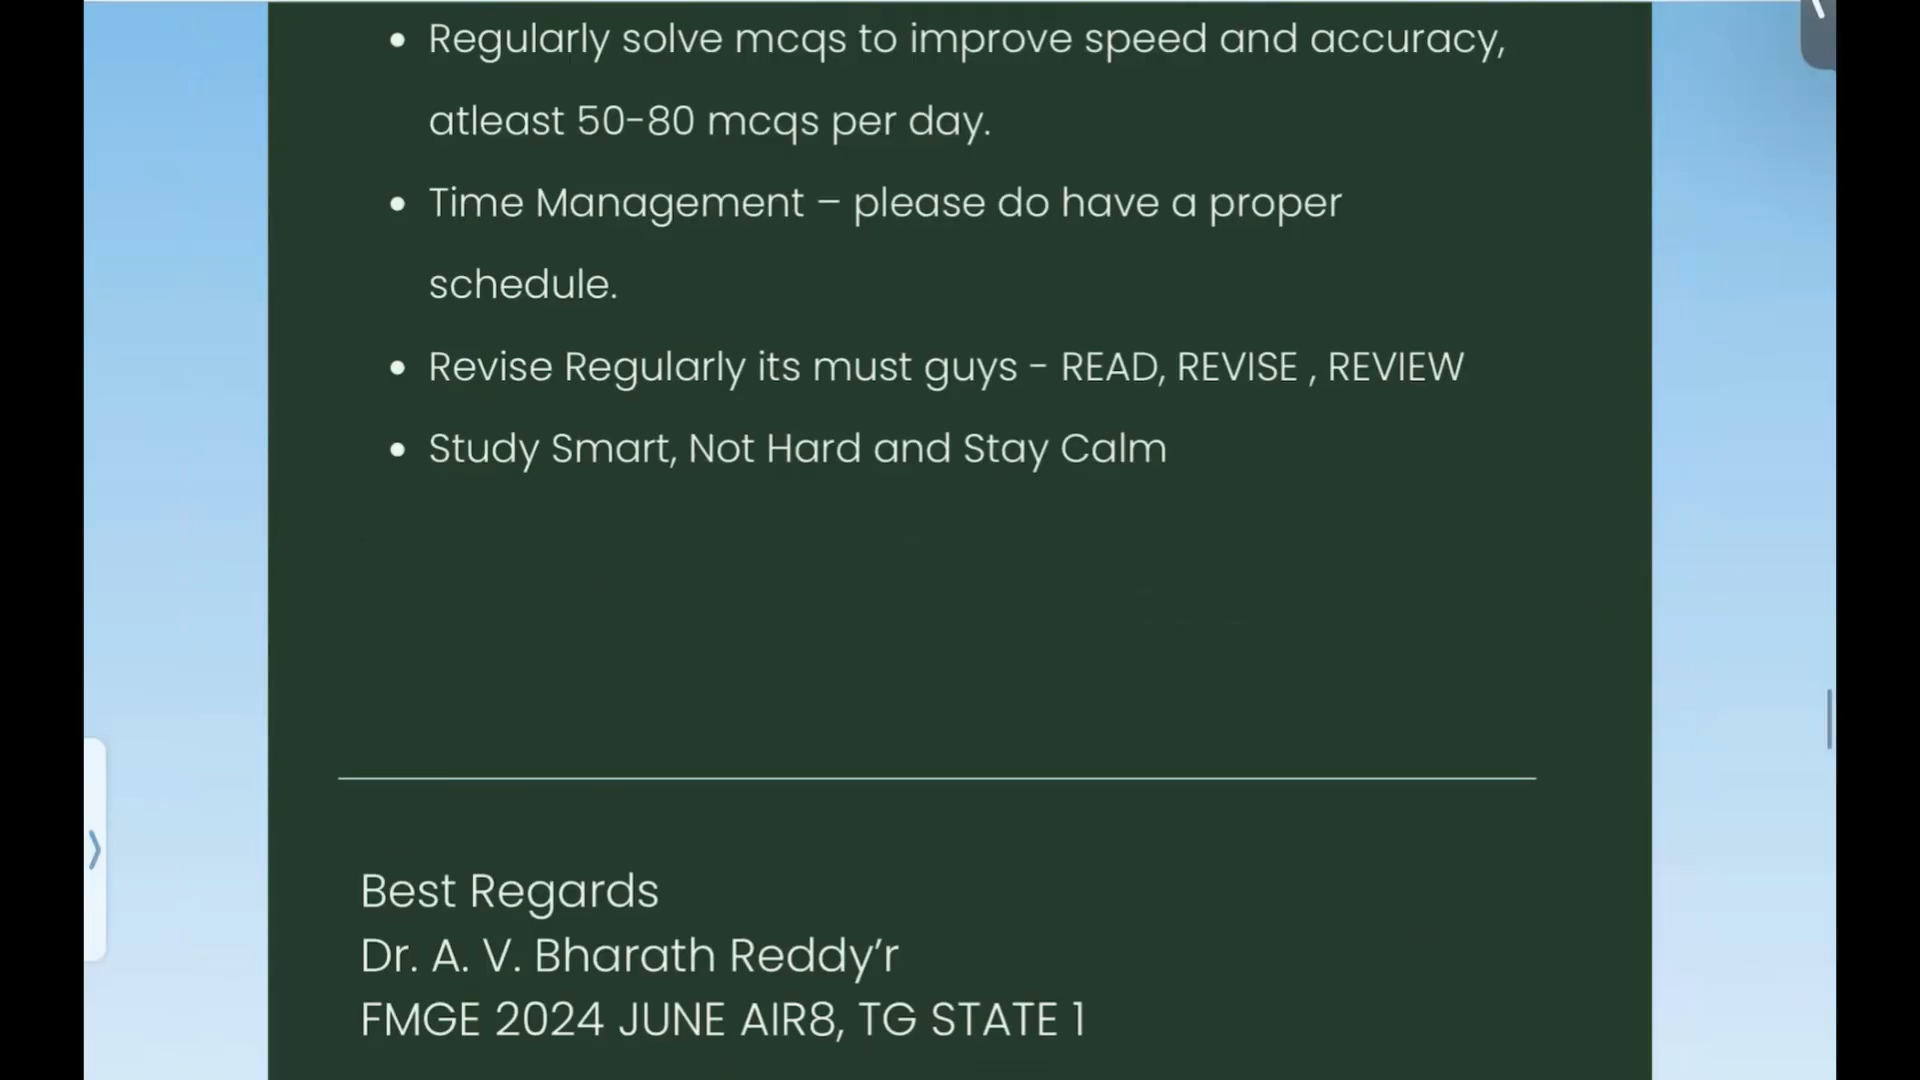 • Regularly solve mcqs to improve speed and accuracy,
atleast 50-80 mcqs per day.
• Time Management – please do have a proper
schedule.
• Revise Regularly its must guys - READ, REVISE , REVIEW
• Study Smart, Not Hard and Stay Calm
Best Regards
Dr. A. V. Bharath Reddy’r
FMGE 2024 JUNE AIR8, TG STATE 1